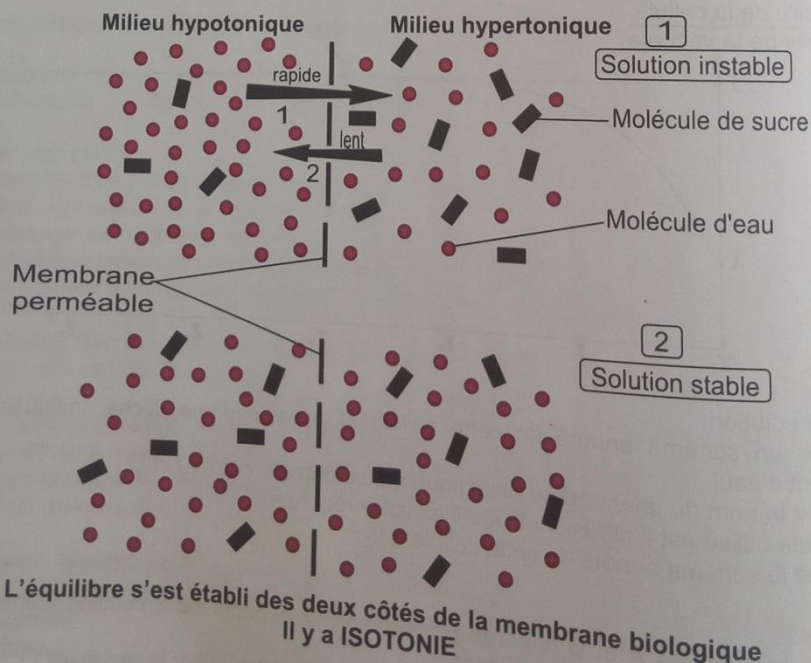 Milieu hypotonique
Milieu hypertonique
1
Solution instable
rapide
1
Molécule de sucre
lent
2
Molécule d'eau
Membrane
perméable
2
Solution stable
L'équilibre s'est établi des deux côtés de la membrane biologique
Il y a ISOTONIE